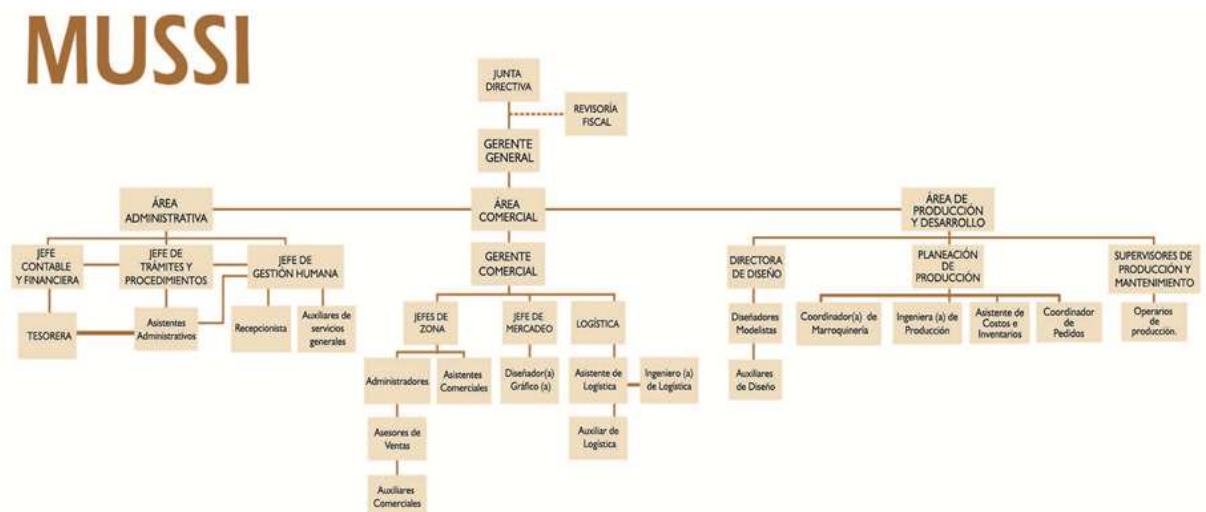 MUSSI
JUNTA
DIRECTIVA
REVISORÍA
FISCAL
GERENTE
GENERAL
ÁREA
ADMINISTRATIVA
ÁREA
COMERCIAL
ÁREA DE
PRODUCCIÓN
Y DESARROLLO
JEFE
CONTABLE
Y FINANCIERA
JEFE DE
TRÁMITES Y
PROCEDIMIENTOS
JEFE DE
GESTIÓN HUMANA
GERENTE
COMERCIAL
DIRECTORA
DE DISEÑO
PLANEACIÓN
DE
PRODUCCIÓN
SUPERVISORES DE
PRODUCCIÓN Y
MANTENIMIENTO
TESORERA
Asistentes
Administrativos
Recepcionista
Auxiliares de
servicios
generales
JEFES DE
ZONA
JEFE DE
MERCADEO
LOGÍSTICA
Diseñadores
Modelistas
Coordinador(a) de
Marroquinería
Ingeniera (a) de
Producción
Asistente de
Costos e
Inventarios
Coordinador
de
Pedidos
Operarios
de
producción.
Administradores
Asistentes
Comerciales
Diseñador(a)
Gráfico (a)
Asistente de
Logística
Ingeniero (a)
de Logística
Auxiliares
de Diseño
Asesores de
Ventas
Auxiliar de
Logística
Auxiliares
Comerciales